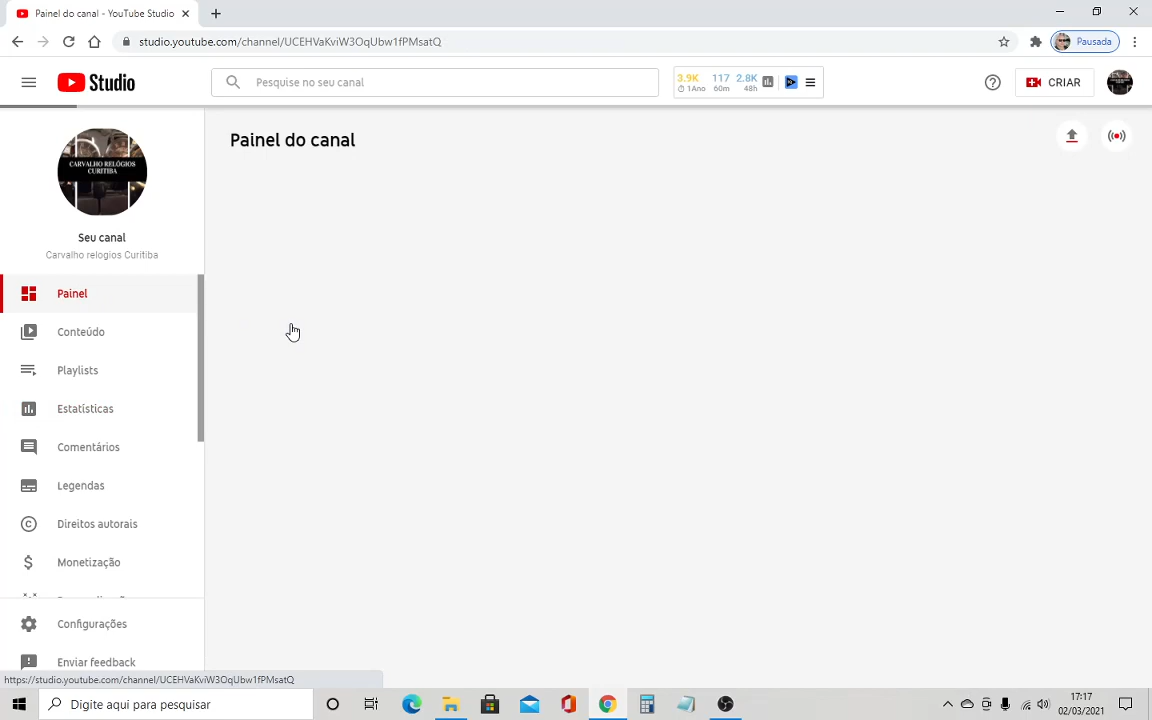 Painel do canal - YouTube Studio
studio.youtube.com/channel/UCEHVaKviW3OqUbw1fPMsatQ
Pausada
Studio
Pesquise no seu canal
3.9K 117 2.8K
1Ano 60m 48h
CRIAR
CARVALHO RELÓGIOS
CURITIBA
Painel do canal
Seu canal
Carvalho relogios Curitiba
Painel
Conteúdo
Playlists
Estatísticas
Comentários
Legendas
Direitos autorais
Monetização
Configurações
Enviar feedback
https://studio.youtube.com/channel/UCEHVaKviW3OqUbw1fPMsatQ
Digite aqui para pesquisar
17:17
02/03/2021